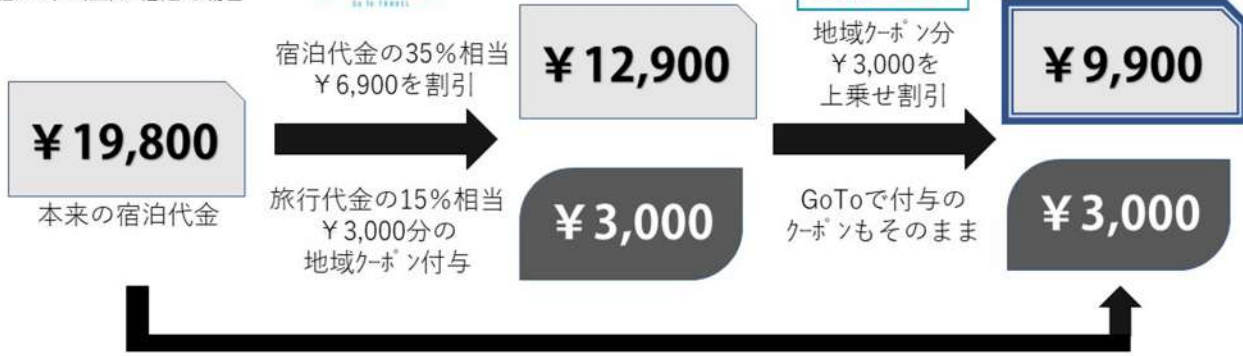 Go To TRAVEL
¥19,800
本来の宿泊代金
宿泊代金の35%相当
¥6,900を割引
旅行代金の15%相当
¥3,000分の
地域クーポン付与
¥12,900
¥3,000
地域クーポン分
¥3,000を
上乗せ割引
GoToで付与の
クーポンもそのまま
¥9,900
¥3,000